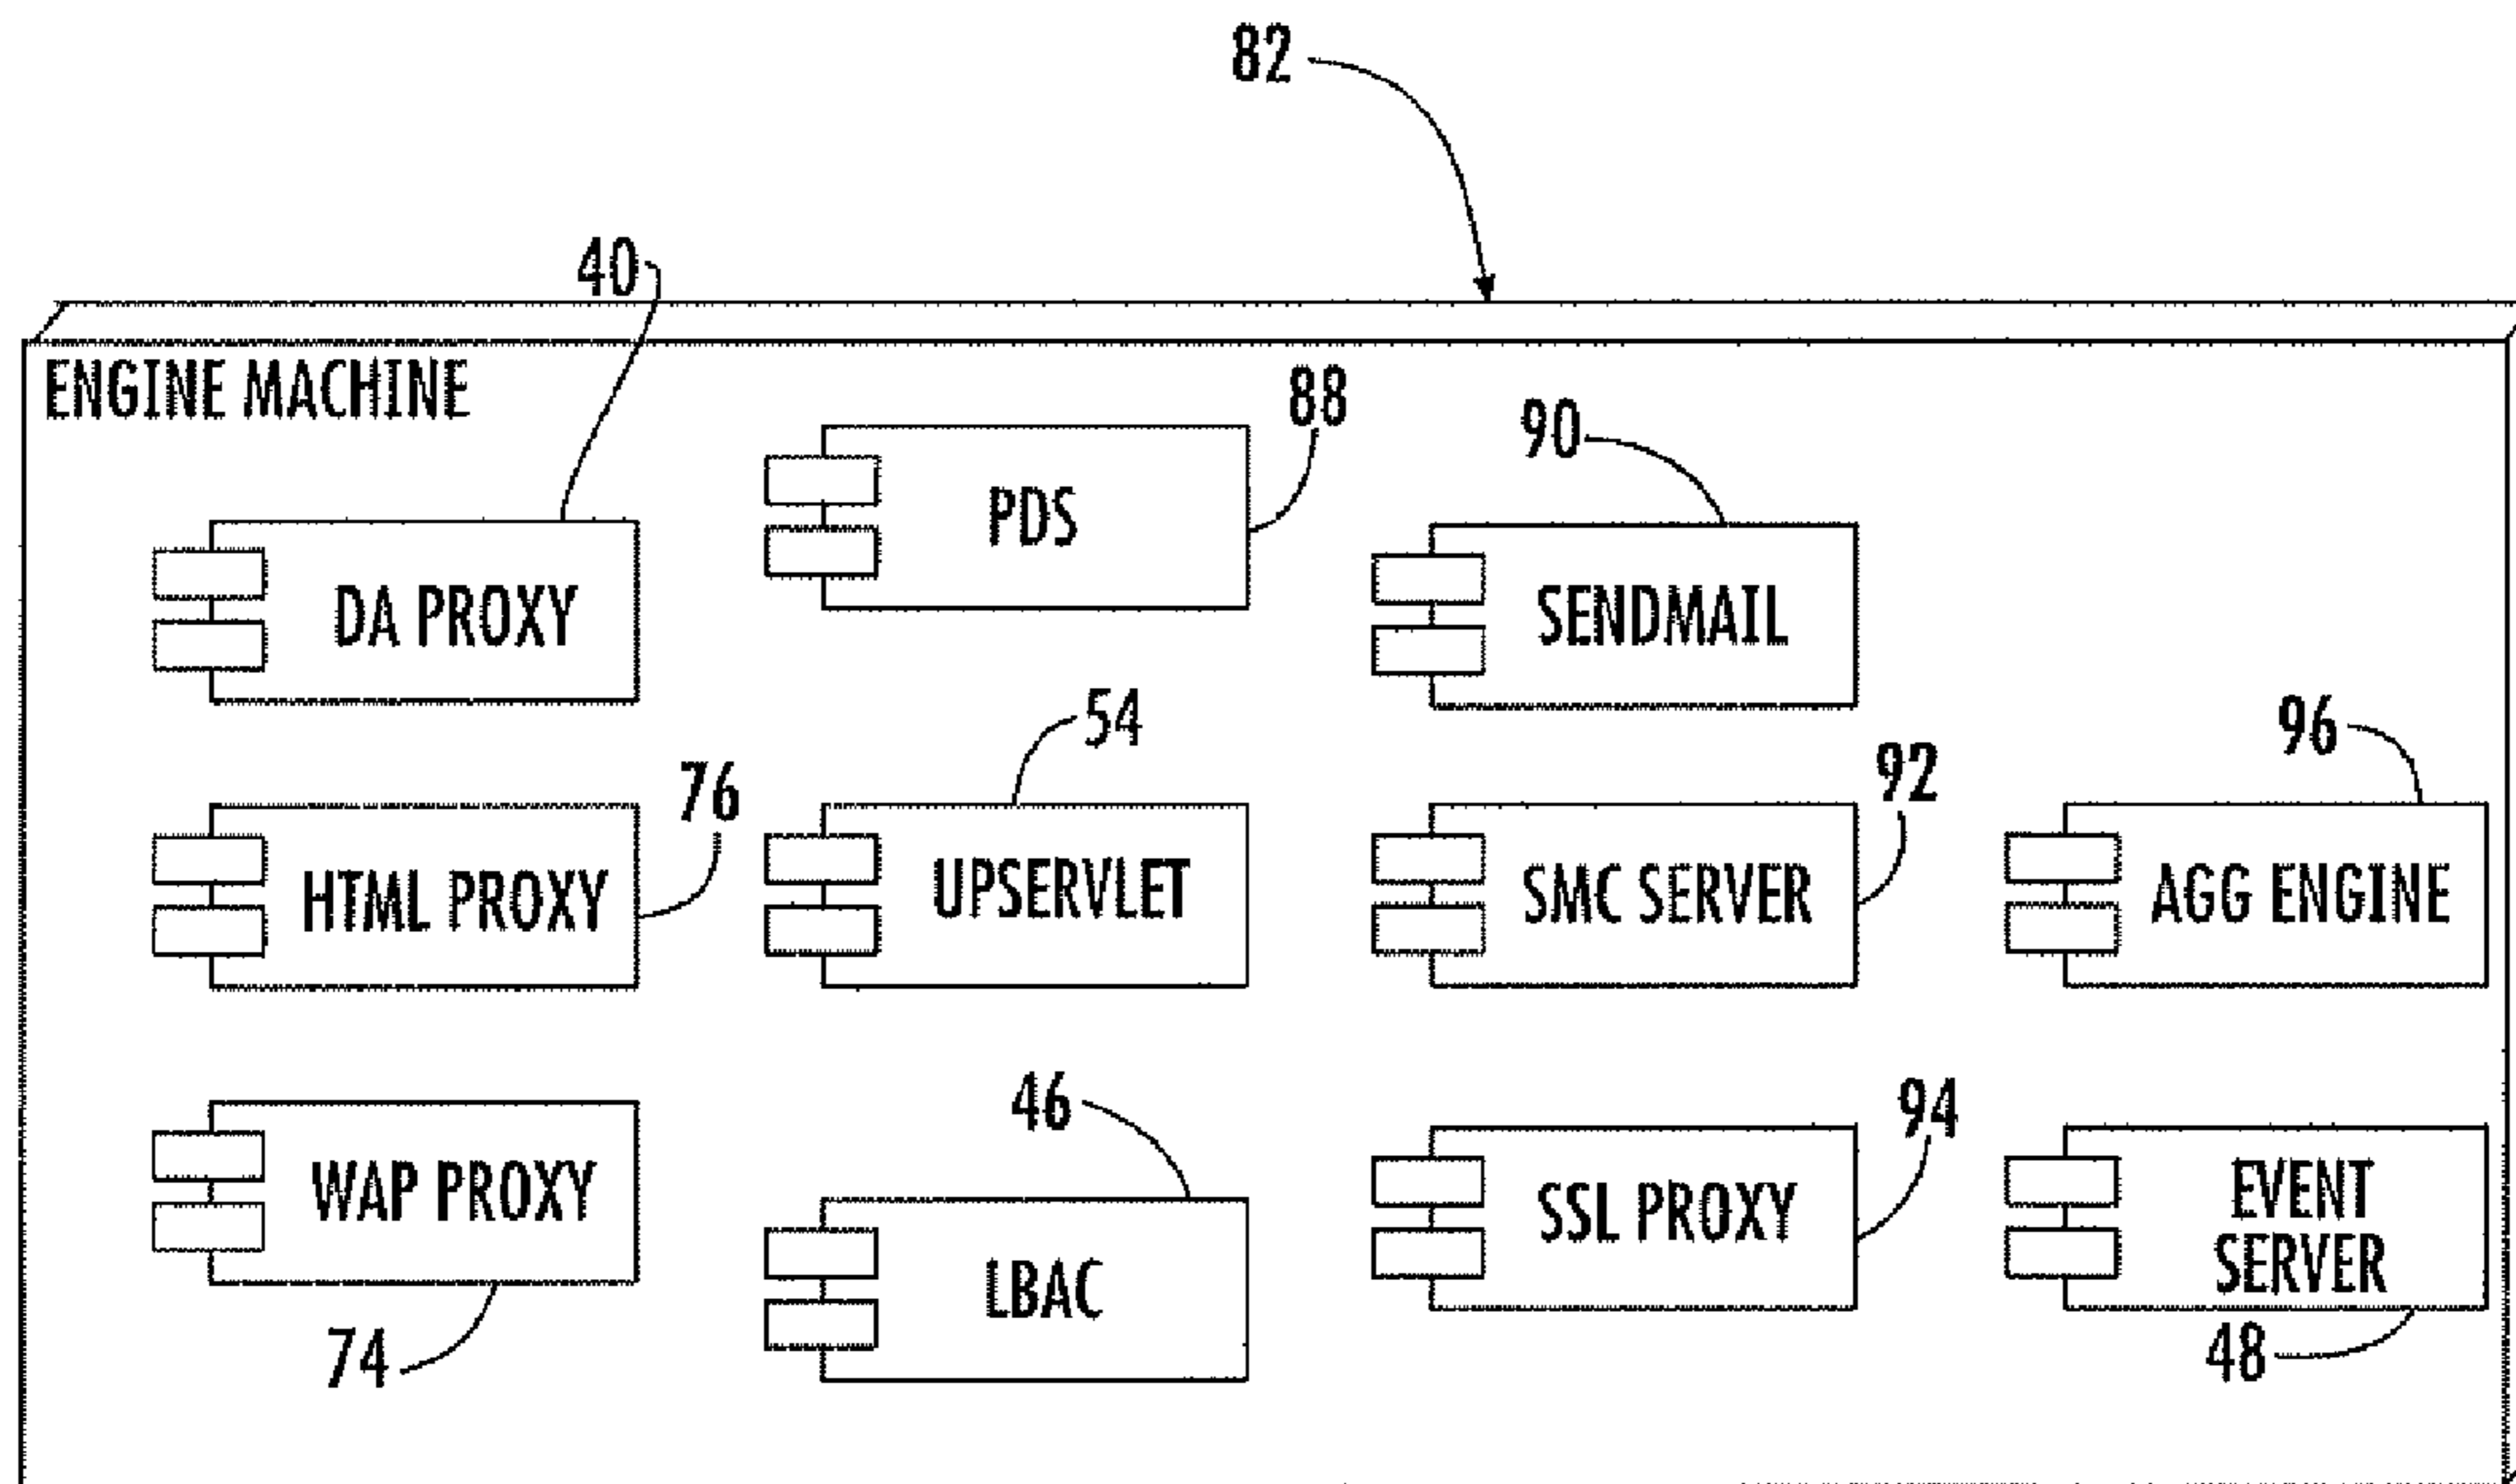 82
40
ENGINE MACHINE
88
90
PDS
DA PROXY
SENDMAIL
54
96
76
92
HTML PROXY
UPSERVLET
SMC SERVER
AGG ENGINE
46
94
WAP PROXY
SSL PROXY
EVENT
SERVER
LBAC
74
48